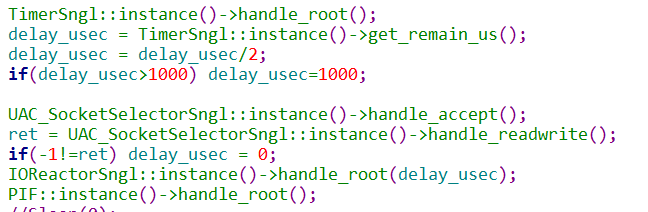 TimerSngl::instance()->handle_root();
delay_usec = TimerSngl::instance()->get_remain_us();
delay_usec = delay_usec/2;
if(delay_usec>1000) delay_usec=1000;
UAC_SocketSelectorSngl::instance()->handle_accept();
ret = UAC_SocketSelectorSngl::instance()->handle_readwrite();
if(-1!=ret) delay_usec = 0;
IOReactorSngl::instance()->handle_root(delay_usec);
PIF::instance()->handle_root();
//Sleep(0);